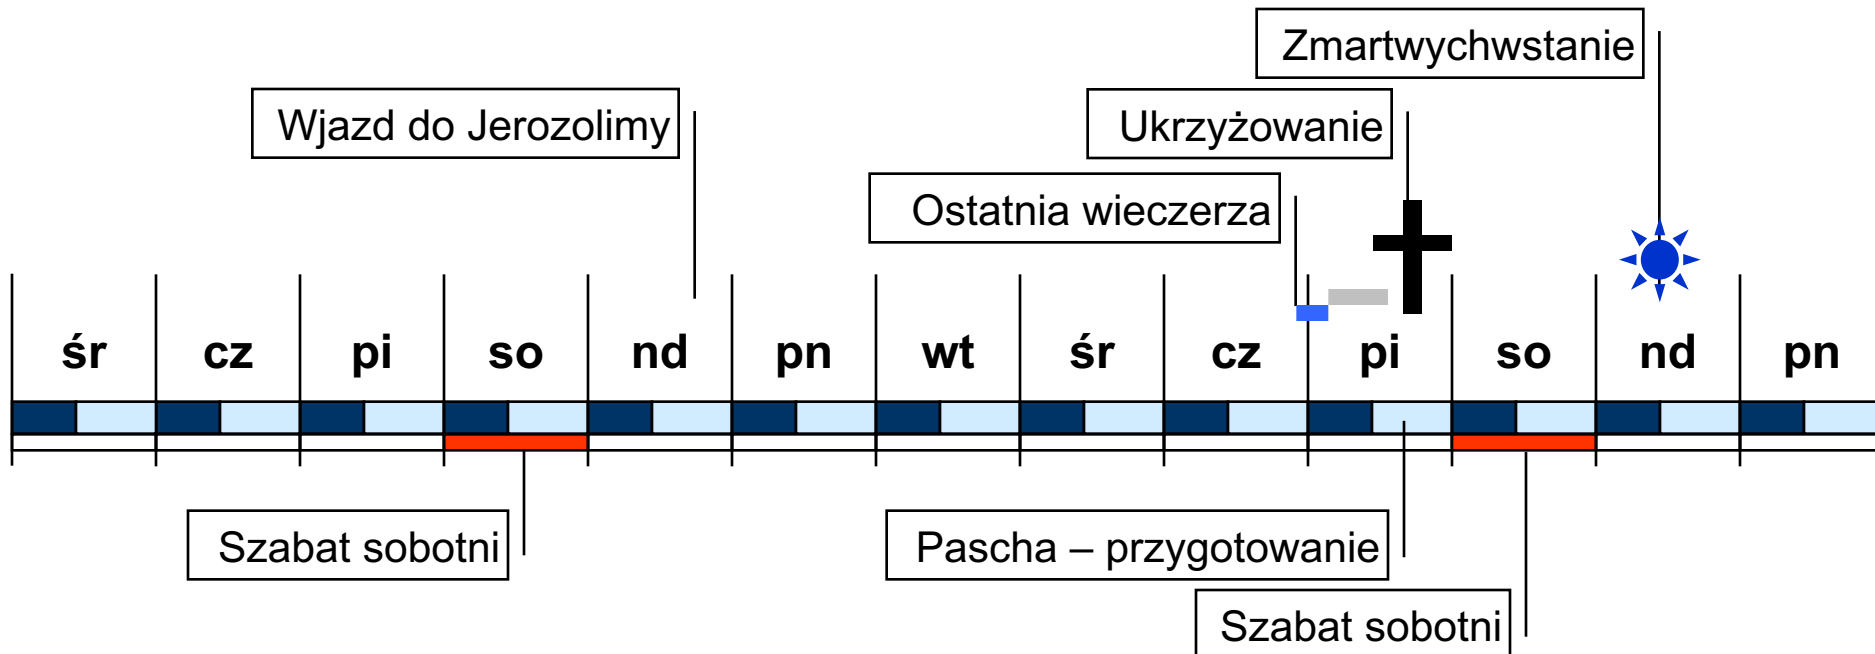 Zmartwychwstanie
Wjazd do Jerozolimy
Ukrzyżowanie
Ostatnia wieczerza
śr cz pi so nd pn wt śr cz pi so nd pn
Szabat sobotni
Pascha – przygotowanie
Szabat sobotni